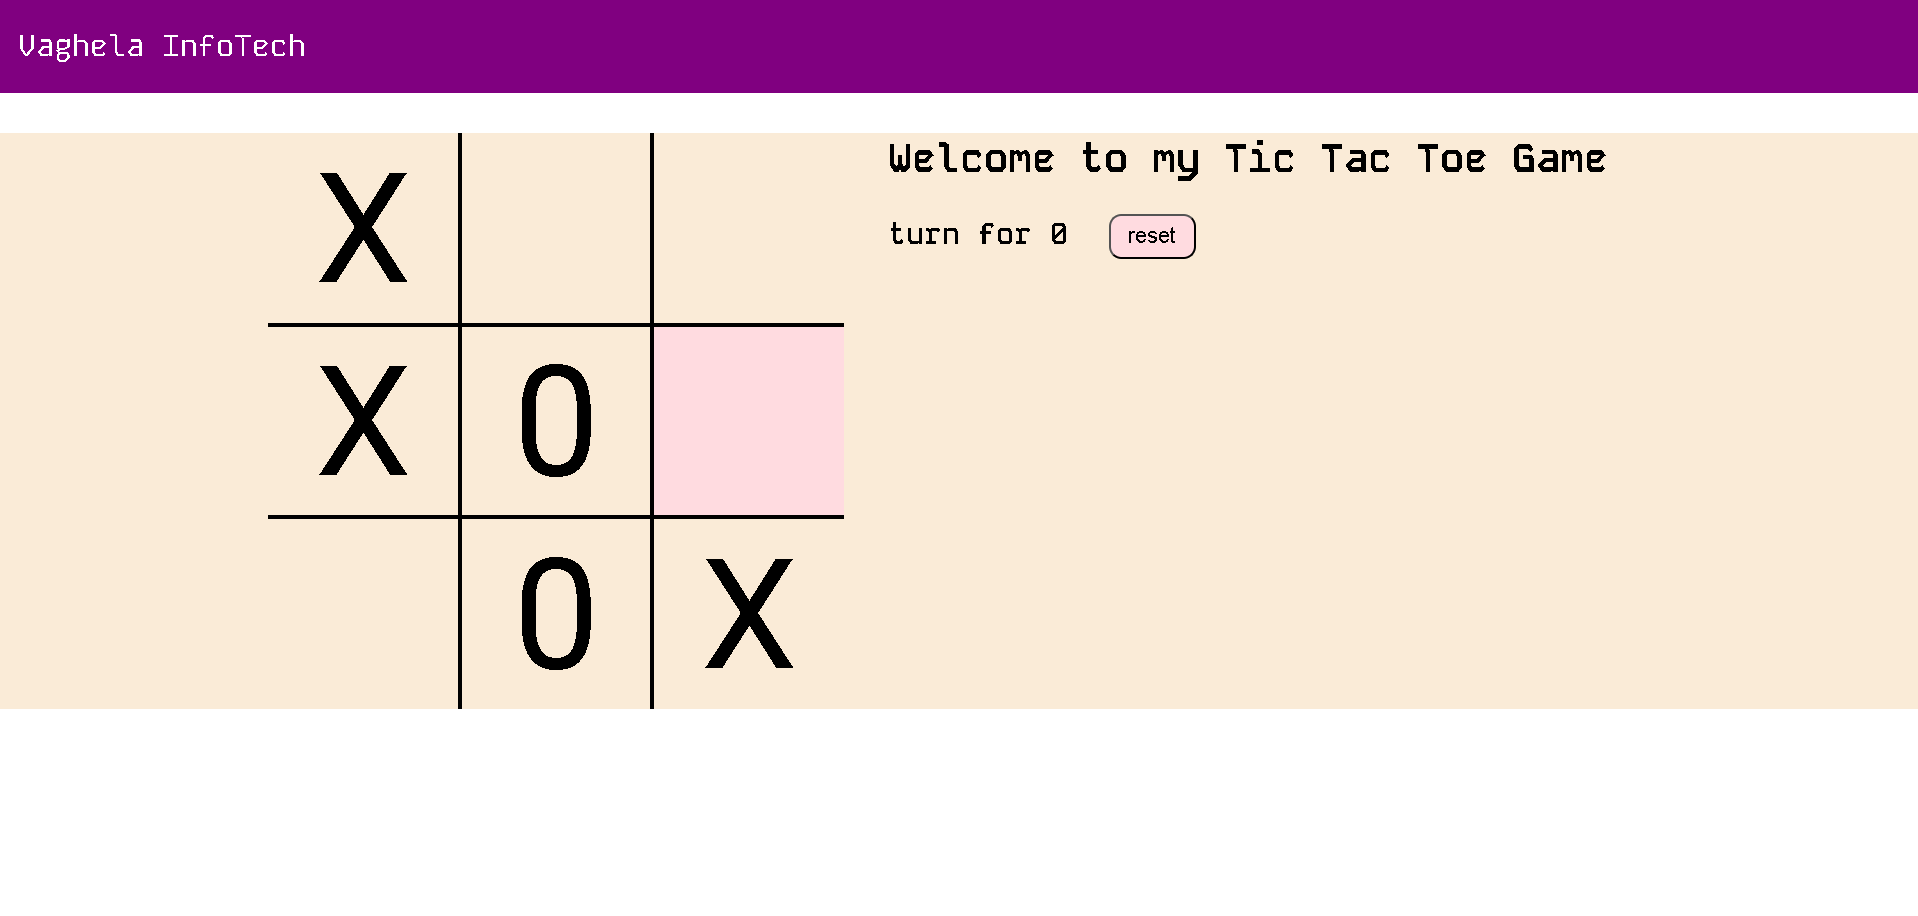 Vaghela InfoTech
Welcome to my Tic Tac Toe Game
turn for 0 reset
X
X 0
0 X